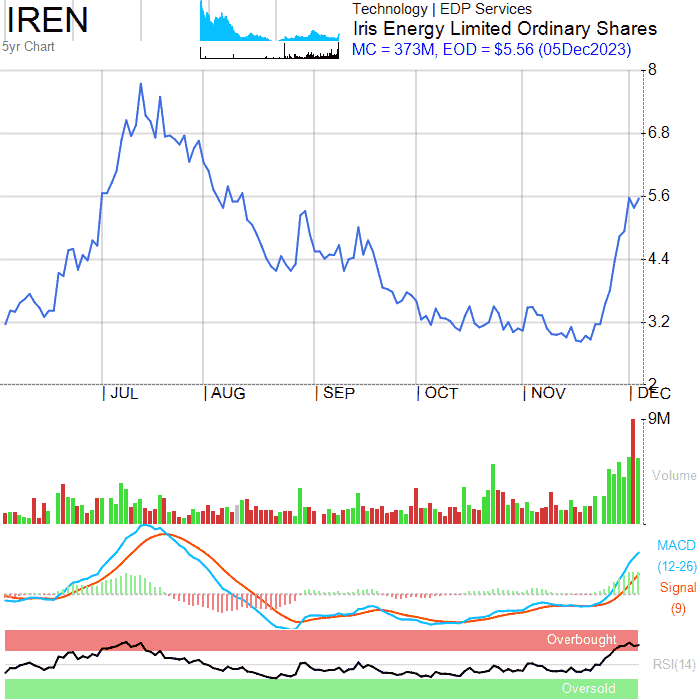 IREN
5yr Chart
Technology | EDP Services
Iris Energy Limited Ordinary Shares
MC = 373M, EOD = $5.56 (05Dec2023)
8
6.8
5.6
4.4
3.2
2
| JUL | AUG | SEP | OCT | NOV | DEC
9M
Volume
MACD
(12-26)
Signal
(9)
Overbought
RSI(14)
Oversold